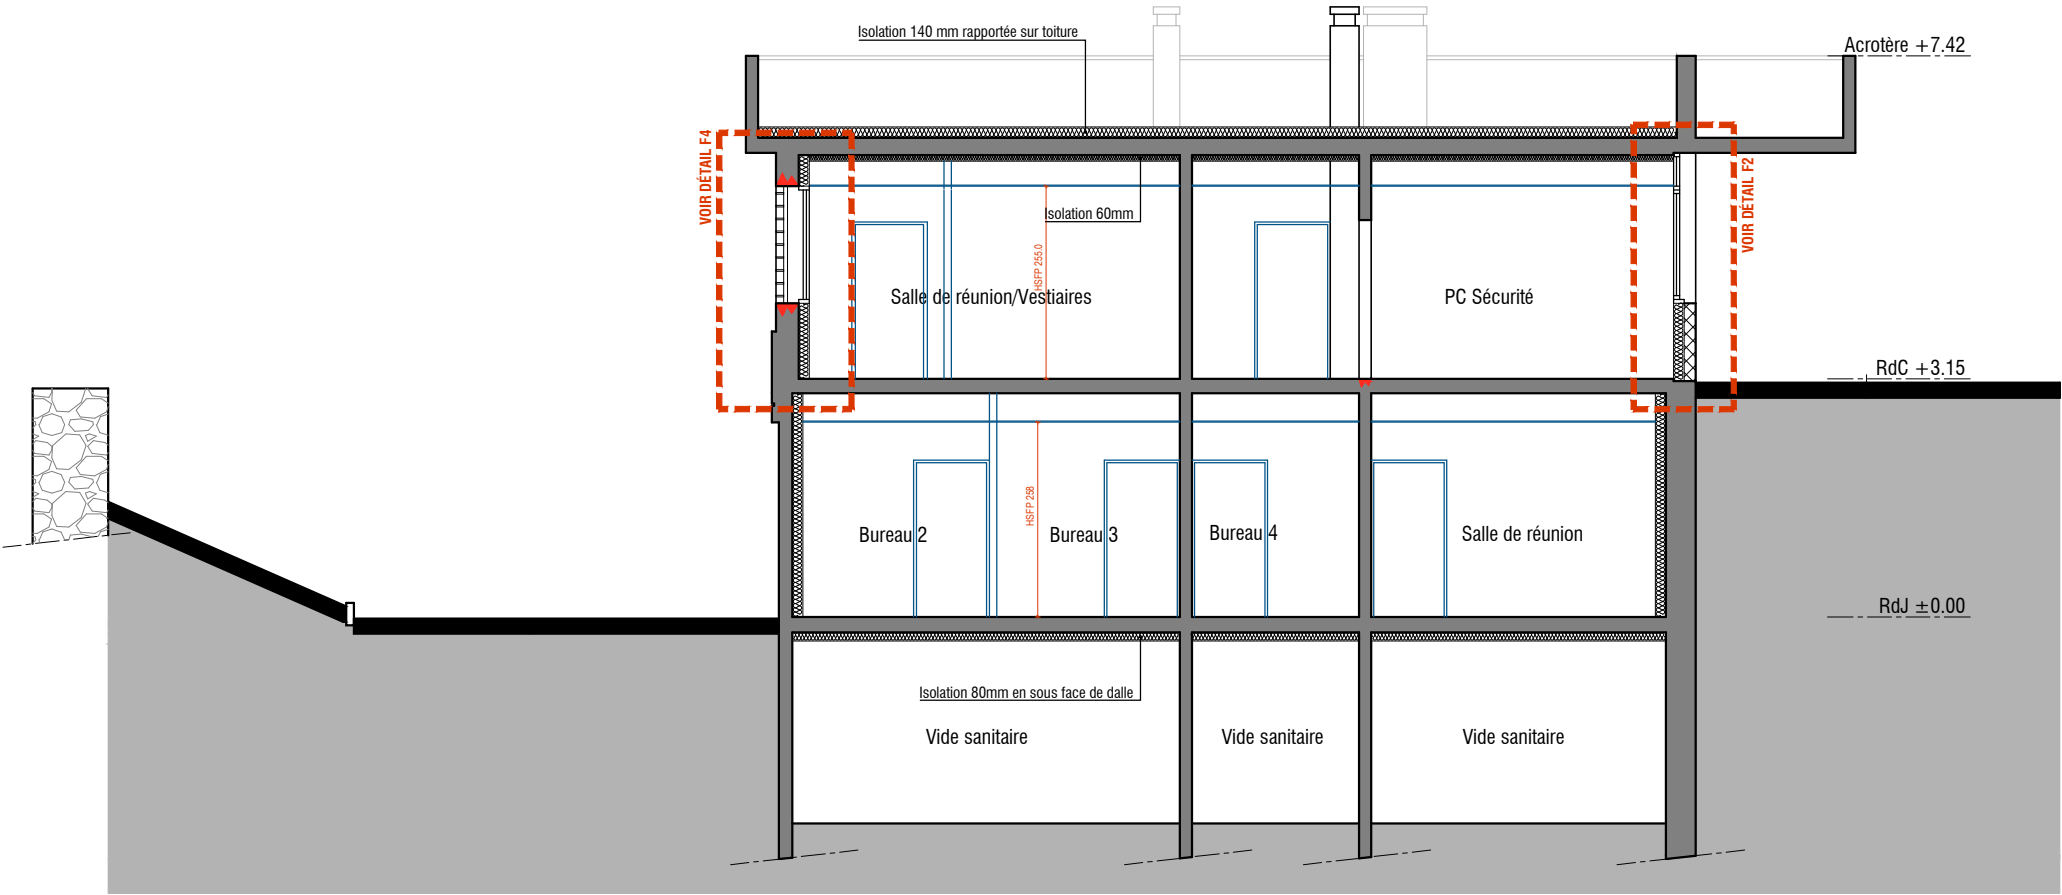 Isolation 140 mm rapportée sur toiture
Acrotère +7.42
VOIR DÉTAIL F4
VOIR DÉTAIL F2
Isolation 60mm
HSFP 255.0
Salle de réunion/Vestiaires
PC Sécurité
RdC +3.15
HSFP 258
Bureau 2
Bureau 3
Bureau 4
Salle de réunion
RdJ ±0.00
Isolation 80mm en sous face de dalle
Vide sanitaire
Vide sanitaire
Vide sanitaire